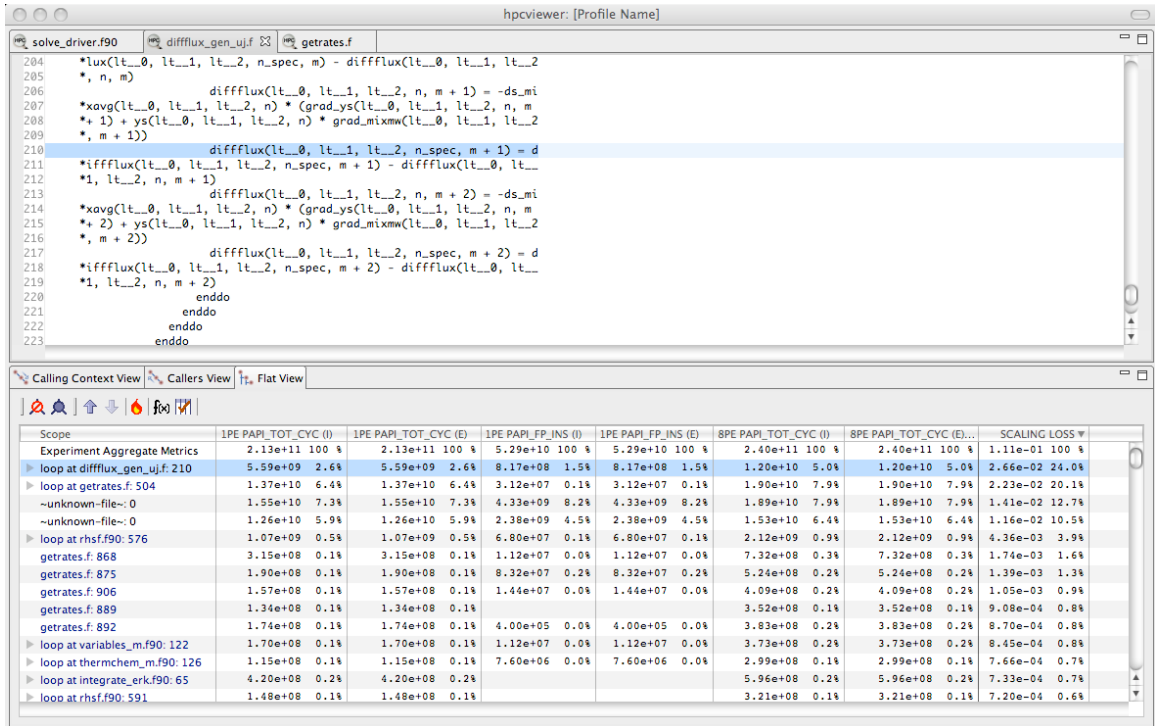 hpcviewer: [Profile Name]
solve_driver.f90 diffflux_gen_uj.f getrates.f
204 *lux(lt__0, lt__1, lt__2, n_spec, m) - diffflux(lt__0, lt__1, lt__2
205 *, n, m)
206 diffflux(lt__0, lt__1, lt__2, n, m + 1) = -ds_mi
207 *xavg(lt__0, lt__1, lt__2, n) * (grad_ys(lt__0, lt__1, lt__2, n, m
208 *+ 1) + ys(lt__0, lt__1, lt__2, n) * grad_mixmw(lt__0, lt__1, lt__2
209 *, m + 1))
210 diffflux(lt__0, lt__1, lt__2, n_spec, m + 1) = d
211 *iffflux(lt__0, lt__1, lt__2, n_spec, m + 1) - diffflux(lt__0, lt__
212 *1, lt__2, n, m + 1)
213 diffflux(lt__0, lt__1, lt__2, n, m + 2) = -ds_mi
214 *xavg(lt__0, lt__1, lt__2, n) * (grad_ys(lt__0, lt__1, lt__2, n, m
215 *+ 2) + ys(lt__0, lt__1, lt__2, n) * grad_mixmw(lt__0, lt__1, lt__2
216 *, m + 2))
217 diffflux(lt__0, lt__1, lt__2, n_spec, m + 2) = d
218 *iffflux(lt__0, lt__1, lt__2, n_spec, m + 2) - diffflux(lt__0, lt__
219 *1, lt__2, n, m + 2)
220 enddo
221 enddo
222 enddo
223 enddo
Calling Context View Callers View Flat View
f(x)
Scope 1PE PAPI_TOT_CYC (I) 1PE PAPI_TOT_CYC (E) 1PE PAPI_FP_INS (I) 1PE PAPI_FP_INS (E) 8PE PAPI_TOT_CYC (I) 8PE PAPI_TOT_CYC (E)... SCALING LOSS
Experiment Aggregate Metrics 2.13e+11 100 % 2.13e+11 100 % 5.29e+10 100 % 5.29e+10 100 % 2.40e+11 100 % 2.40e+11 100 % 1.11e-01 100 %
loop at diffflux_gen_uj.f: 210 5.59e+09 2.6% 5.59e+09 2.6% 8.17e+08 1.5% 8.17e+08 1.5% 1.20e+10 5.0% 1.20e+10 5.0% 2.66e-02 24.0%
loop at getrates.f: 504 1.37e+10 6.4% 1.37e+10 6.4% 3.12e+07 0.1% 3.12e+07 0.1% 1.90e+10 7.9% 1.90e+10 7.9% 2.23e-02 20.1%
~unknown-file~: 0 1.55e+10 7.3% 1.55e+10 7.3% 4.33e+09 8.2% 4.33e+09 8.2% 1.89e+10 7.9% 1.89e+10 7.9% 1.41e-02 12.7%
~unknown-file~: 0 1.26e+10 5.9% 1.26e+10 5.9% 2.38e+09 4.5% 2.38e+09 4.5% 1.53e+10 6.4% 1.53e+10 6.4% 1.16e-02 10.5%
loop at rhsf.f90: 576 1.07e+09 0.5% 1.07e+09 0.5% 6.80e+07 0.1% 6.80e+07 0.1% 2.12e+09 0.9% 2.12e+09 0.9% 4.36e-03 3.9%
getrates.f: 868 3.15e+08 0.1% 3.15e+08 0.1% 1.12e+07 0.0% 1.12e+07 0.0% 7.32e+08 0.3% 7.32e+08 0.3% 1.74e-03 1.6%
getrates.f: 875 1.90e+08 0.1% 1.90e+08 0.1% 8.32e+07 0.2% 8.32e+07 0.2% 5.24e+08 0.2% 5.24e+08 0.2% 1.39e-03 1.3%
getrates.f: 906 1.57e+08 0.1% 1.57e+08 0.1% 1.44e+07 0.0% 1.44e+07 0.0% 4.09e+08 0.2% 4.09e+08 0.2% 1.05e-03 0.9%
getrates.f: 889 1.34e+08 0.1% 1.34e+08 0.1% 3.52e+08 0.1% 3.52e+08 0.1% 9.08e-04 0.8%
getrates.f: 892 1.74e+08 0.1% 1.74e+08 0.1% 4.00e+05 0.0% 4.00e+05 0.0% 3.83e+08 0.2% 3.83e+08 0.2% 8.70e-04 0.8%
loop at variables_m.f90: 122 1.70e+08 0.1% 1.70e+08 0.1% 1.12e+07 0.0% 1.12e+07 0.0% 3.73e+08 0.2% 3.73e+08 0.2% 8.45e-04 0.8%
loop at thermchem_m.f90: 126 1.15e+08 0.1% 1.15e+08 0.1% 7.60e+06 0.0% 7.60e+06 0.0% 2.99e+08 0.1% 2.99e+08 0.1% 7.66e-04 0.7%
loop at integrate_erk.f90: 65 4.20e+08 0.2% 4.20e+08 0.2% 5.96e+08 0.2% 5.96e+08 0.2% 7.33e-04 0.7%
loop at rhsf.f90: 591 1.48e+08 0.1% 1.48e+08 0.1% 3.21e+08 0.1% 3.21e+08 0.1% 7.20e-04 0.6%